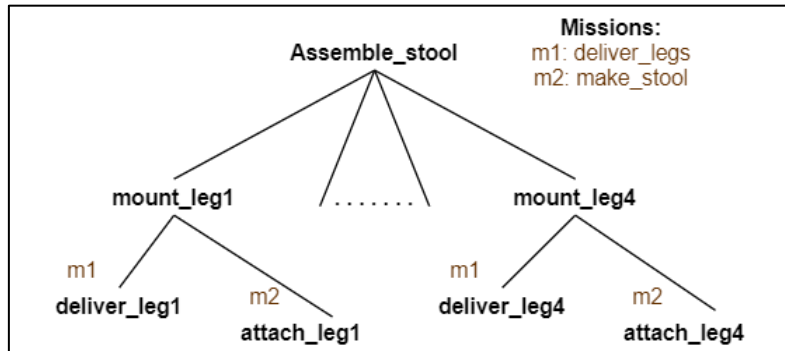 Missions:
Assemble_stool
m1: deliver_legs
m2: make_stool
mount_leg1
.......
mount_leg4
m1
m1
deliver_leg1
m2
deliver_leg4
m2
attach_leg1
attach_leg4